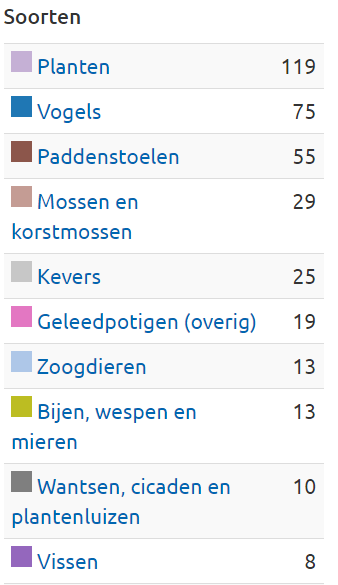 Soorten
Planten 119
Vogels 75
Paddenstoelen 55
Mossen en 29
korstmossen
Kevers 25
Geleedpotigen (overig) 19
Zoogdieren 13
Bijen, wespen en 13
mieren
Wantsen, cicaden en 10
plantenluizen
Vissen 8